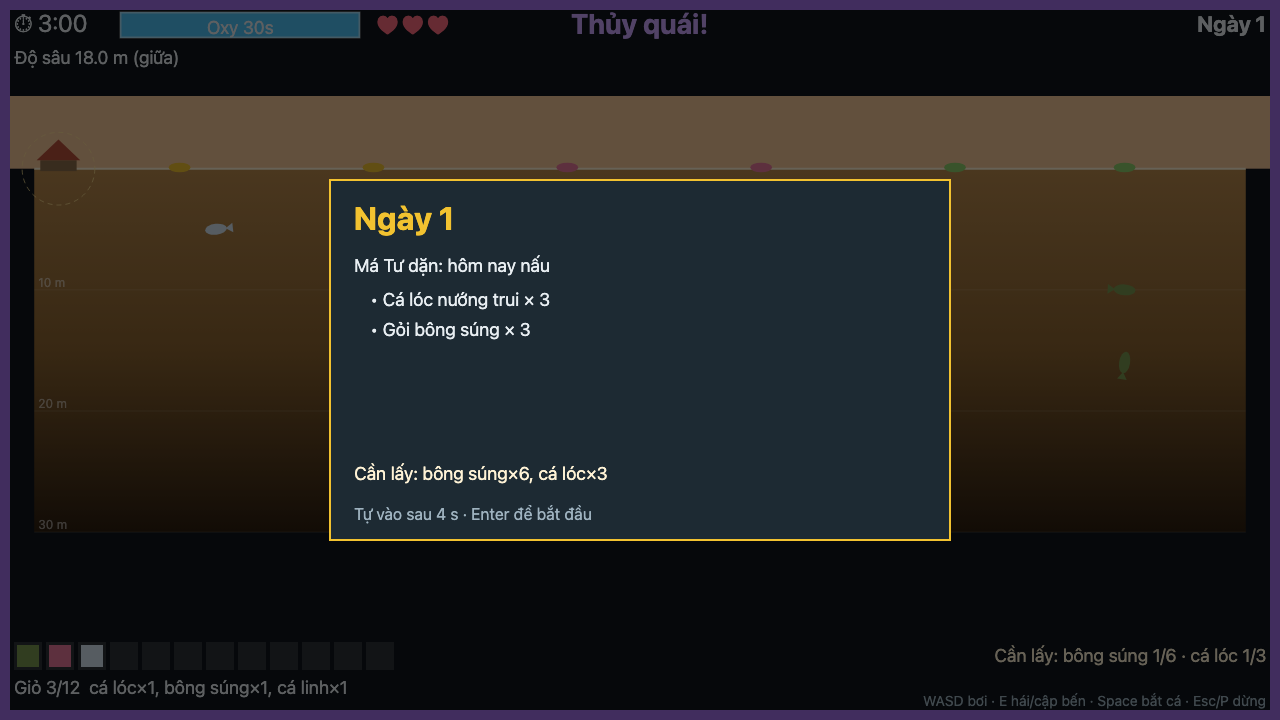 ⏱ 3:00
Oxy 30s
Thủy quái!
Ngày 1
Độ sâu 18.0 m (giữa)
10 m
20 m
30 m
Ngày 1
Má Tư dặn: hôm nay nấu
• Cá lóc nướng trui × 3
• Gỏi bông súng × 3
Cần lấy: bông súng×6, cá lóc×3
Tự vào sau 4 s · Enter để bắt đầu
Cần lấy: bông súng 1/6 · cá lóc 1/3
Giỏ 3/12 cá lóc×1, bông súng×1, cá linh×1
WASD bơi · E hái/cập bến · Space bắt cá · Esc/P dừng